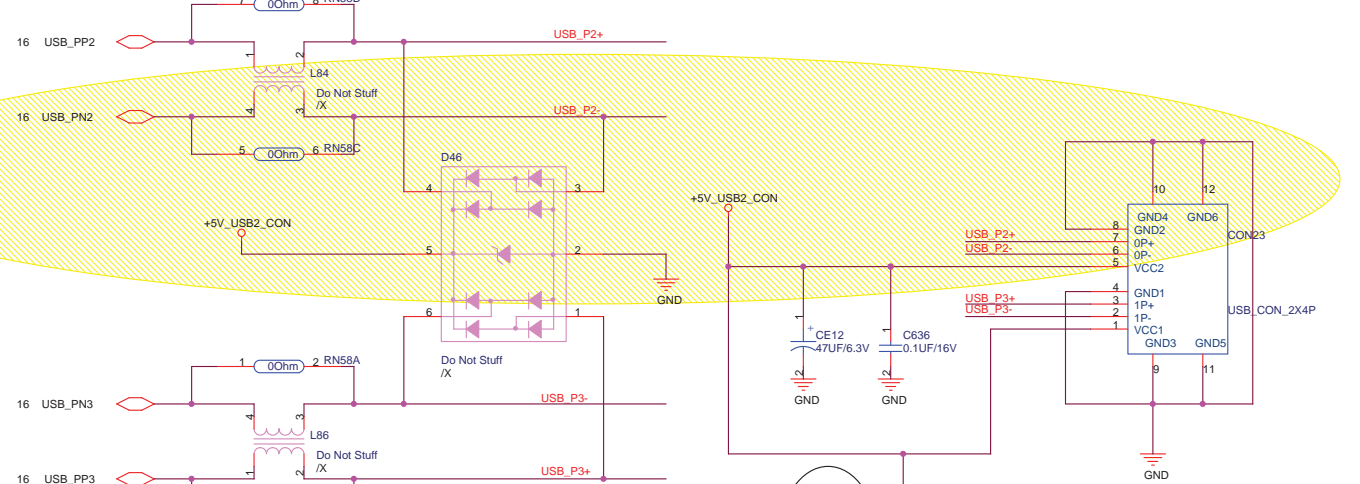 7 0Ohm 8
16 USB_PP2
USB_P2+
1 2
L84
Do Not Stuff
/X
4 3
16 USB_PN2
USB_P2-
5 0Ohm 6 RN58C
D46
4 3
+5V_USB2_CON
5 2
GND
6 1
Do Not Stuff
/X
+5V_USB2_CON
10 12
GND4 GND6
8 GND2
CON23
USB_P2+ 7 0P+
USB_P2- 6 0P-
5 VCC2
4 GND1
USB_P3+ 3 1P+
USB_P3- 2 1P-
USB_CON_2X4P
1 VCC1
GND3 GND5
9 11
1 + CE12
47UF/6.3V
2
GND
1 C636
0.1UF/16V
2
GND
GND
1 0Ohm 2 RN58A
16 USB_PN3
USB_P3-
4 3
L86
Do Not Stuff
/X
1 2
16 USB_PP3
USB_P3+